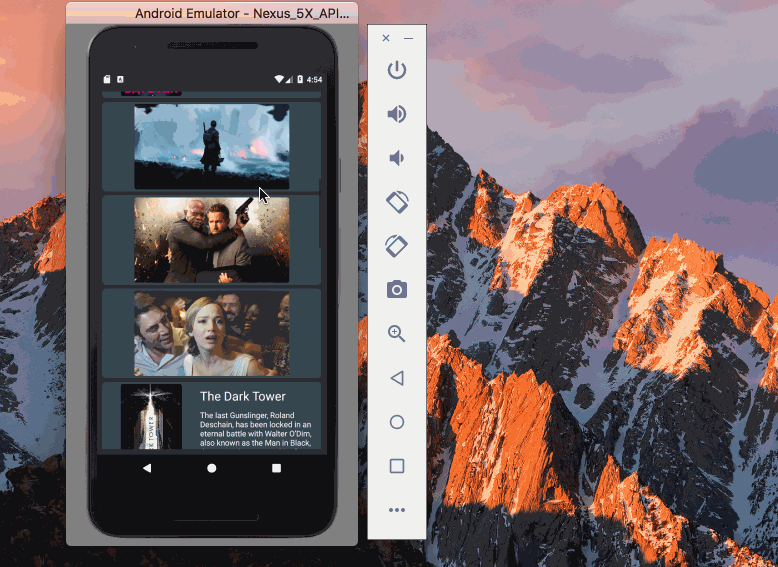 Android Emulator - Nexus_5X_API...
4:54
The Dark Tower
The last Gunslinger, Roland
Deschain, has been locked in an
eternal battle with Walter O'Dim,
also known as the Man in Black,
K TOWER